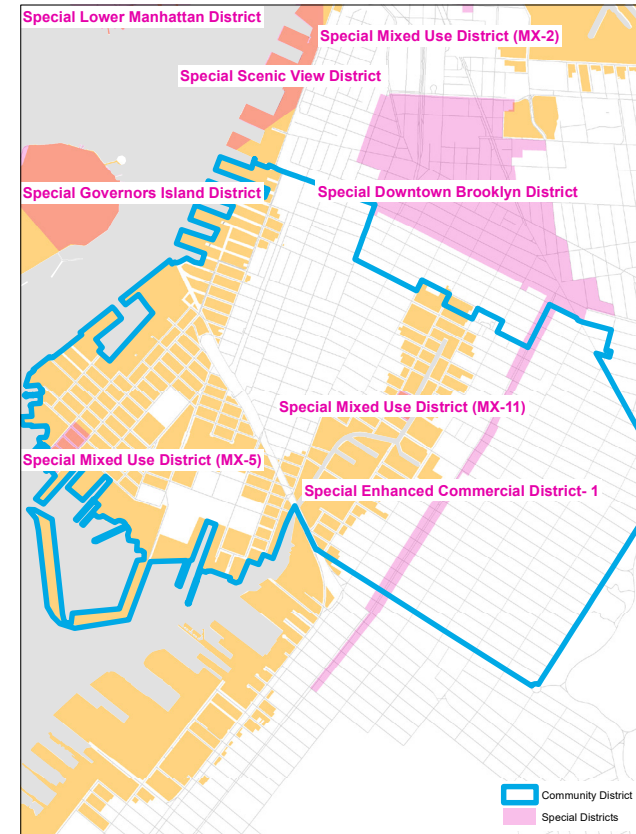 Special Lower Manhattan District
Special Mixed Use District (MX-2)
Special Scenic View District
Special Governors Island District
Special Downtown Brooklyn District
Special Mixed Use District (MX-11)
Special Mixed Use District (MX-5)
Special Enhanced Commercial District- 1
Community District
Special Districts